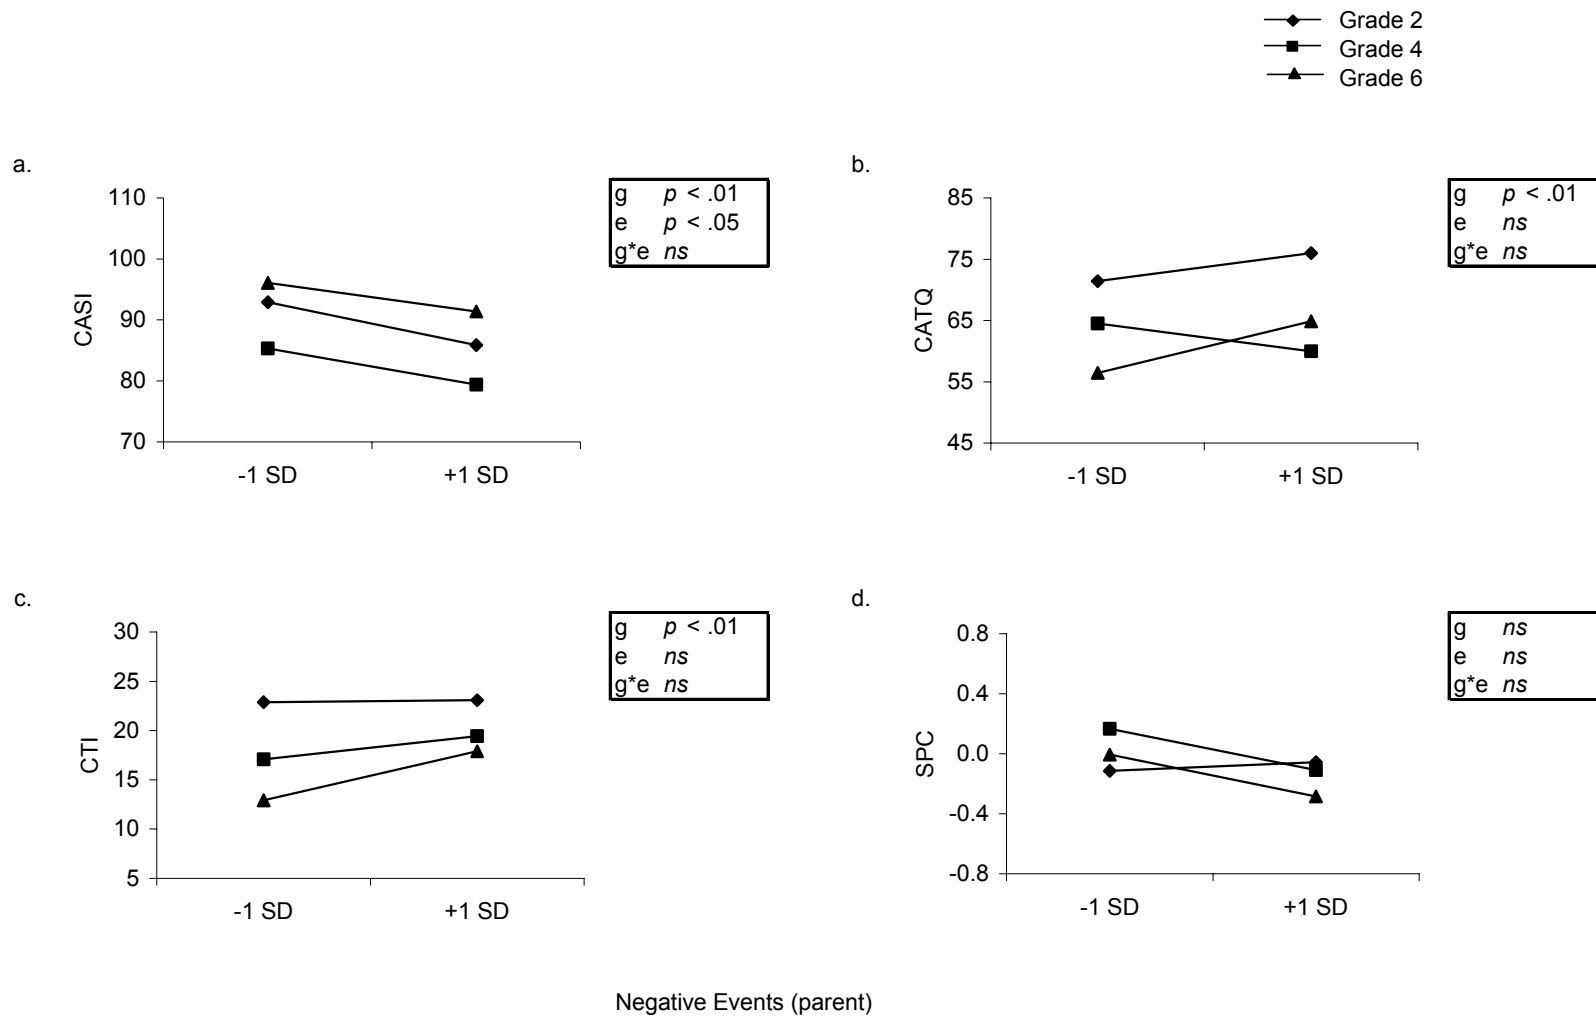 Grade 2
Grade 4
Grade 6
a.
110
100
90
80
70
CASI
-1 SD +1 SD
g p < .01
e p < .05
g*e ns
b.
85
75
65
55
45
CATQ
-1 SD +1 SD
g p < .01
e ns
g*e ns
c.
30
25
20
15
10
5
CTI
-1 SD +1 SD
g p < .01
e ns
g*e ns
d.
0.8
0.4
0.0
-0.4
-0.8
SPC
-1 SD +1 SD
g ns
e ns
g*e ns
Negative Events (parent)